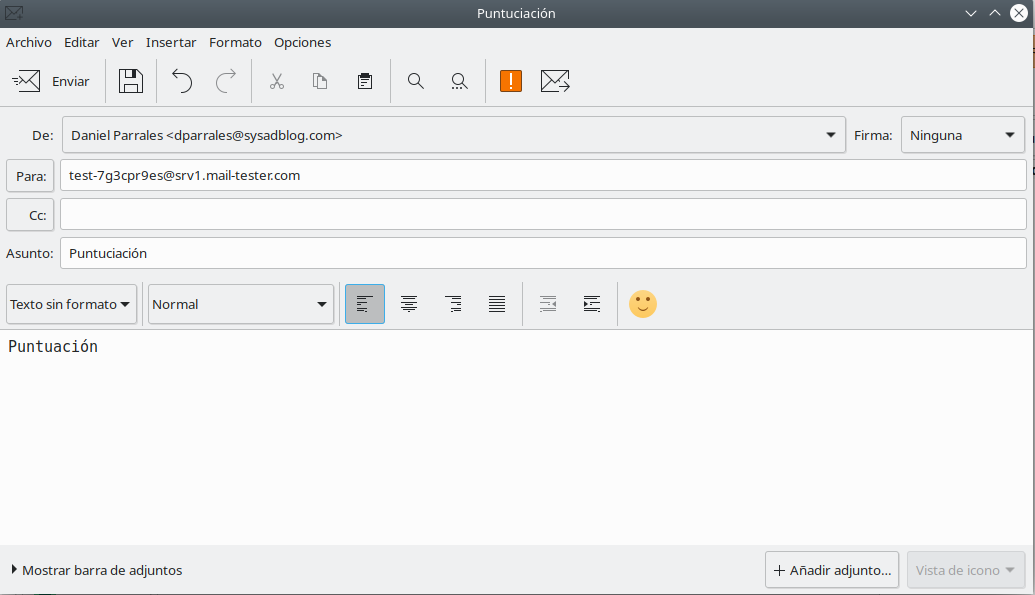 Puntuciación
Archivo Editar Ver Insertar Formato Opciones
Enviar
De: Daniel Parrales <dparrales@sysadblog.com> Firma: Ninguna
Para: test-7g3cpr9es@srv1.mail-tester.com
Cc:
Asunto: Puntuciación
Texto sin formato Normal
Puntuación
Mostrar barra de adjuntos + Añadir adjunto... Vista de icono